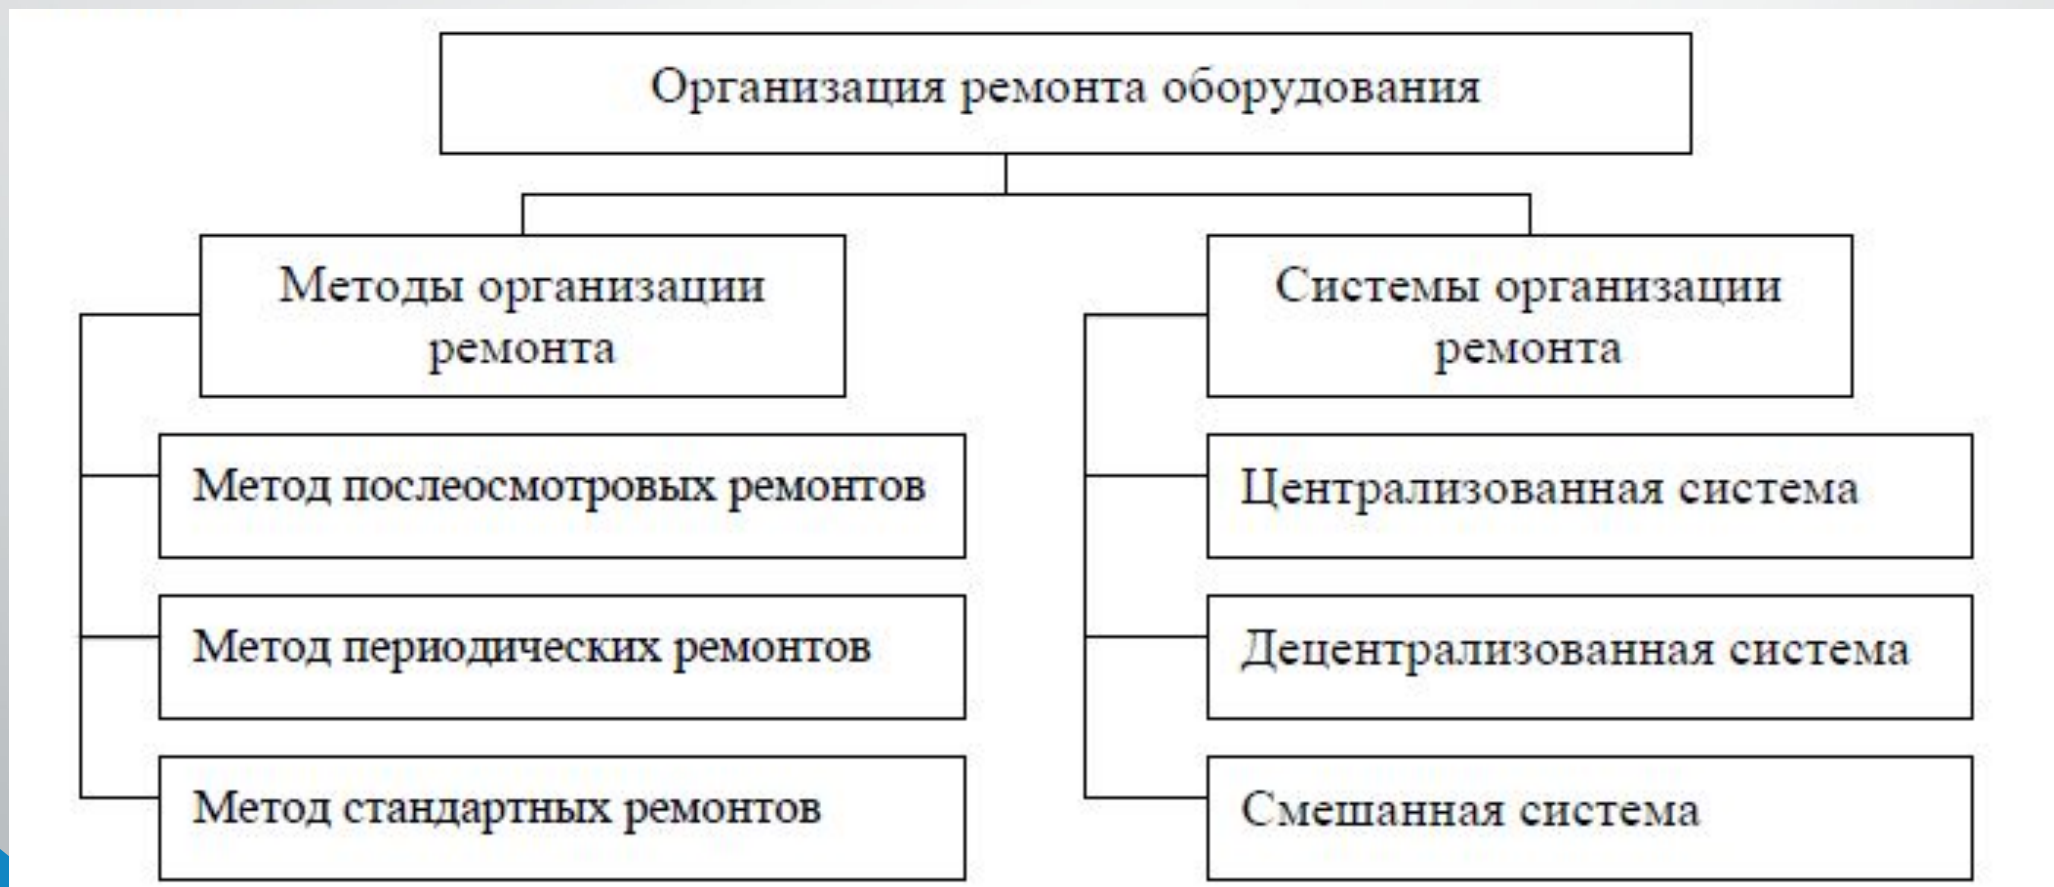 Организация ремонта оборудования
Методы организации
ремонта
Метод послеосмотровых ремонтов
Метод периодических ремонтов
Метод стандартных ремонтов
Системы организации
ремонта
Централизованная система
Децентрализованная система
Смешанная система